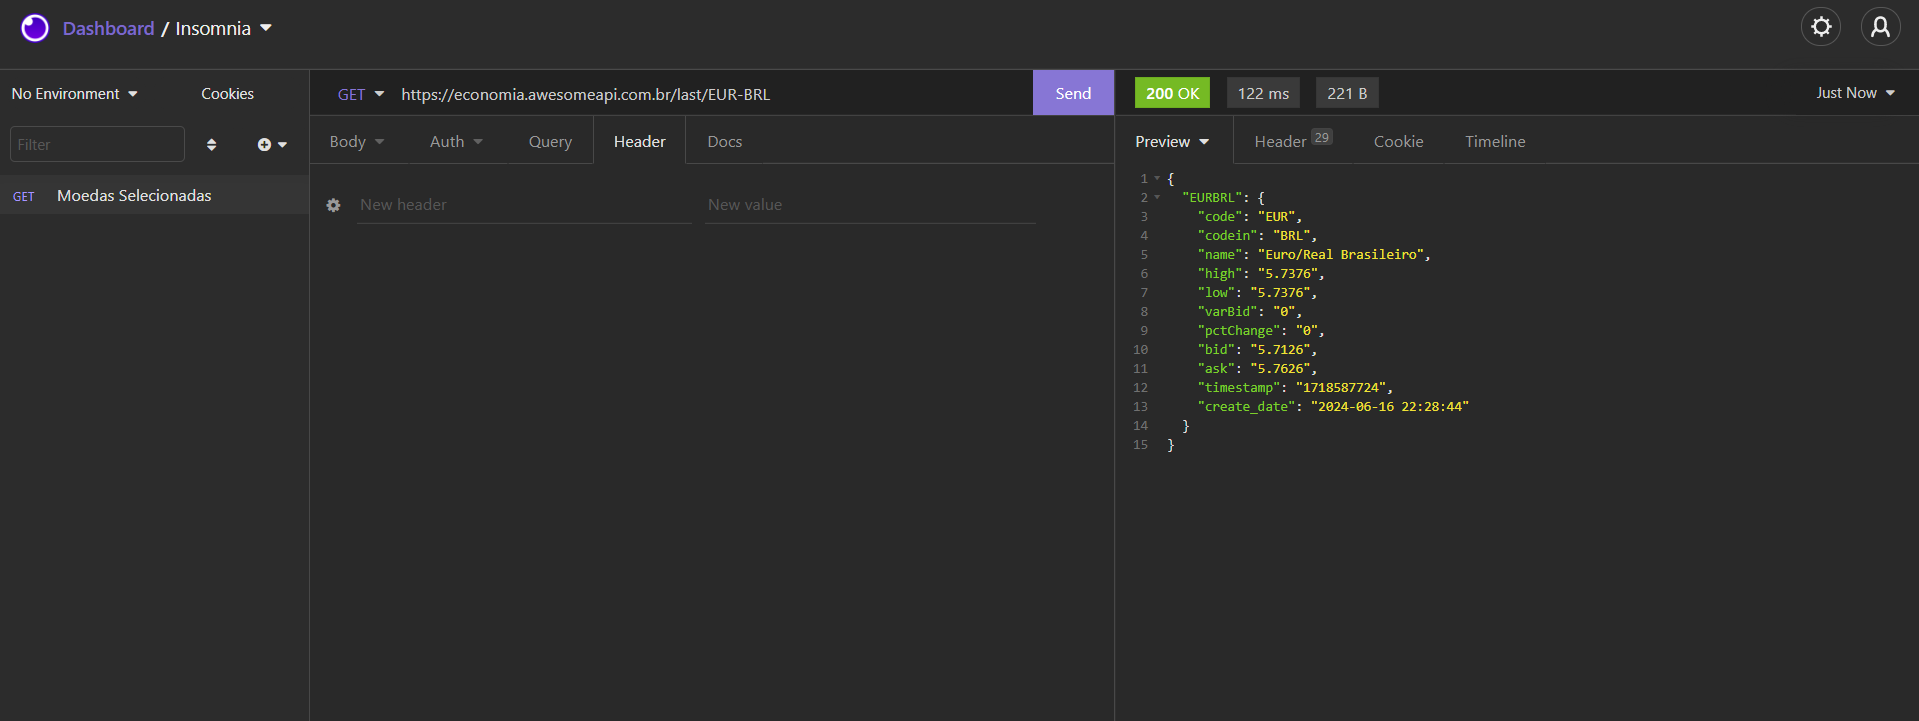 Dashboard / Insomnia
No Environment
Cookies
GET https://economia.awesomeapi.com.br/last/EUR-BRL
Send
200 OK
122 ms
221 B
Just Now
Filter
Body
Auth
Query
Header
Docs
Preview
Header 29
Cookie
Timeline
GET Moedas Selecionadas
New header
New value
1 {
2 "EURBRL": {
3 "code": "EUR",
4 "codein": "BRL",
5 "name": "Euro/Real Brasileiro",
6 "high": "5.7376",
7 "low": "5.7376",
8 "varBid": "0",
9 "pctChange": "0",
10 "bid": "5.7126",
11 "ask": "5.7626",
12 "timestamp": "1718587724",
13 "create_date": "2024-06-16 22:28:44"
14 }
15 }